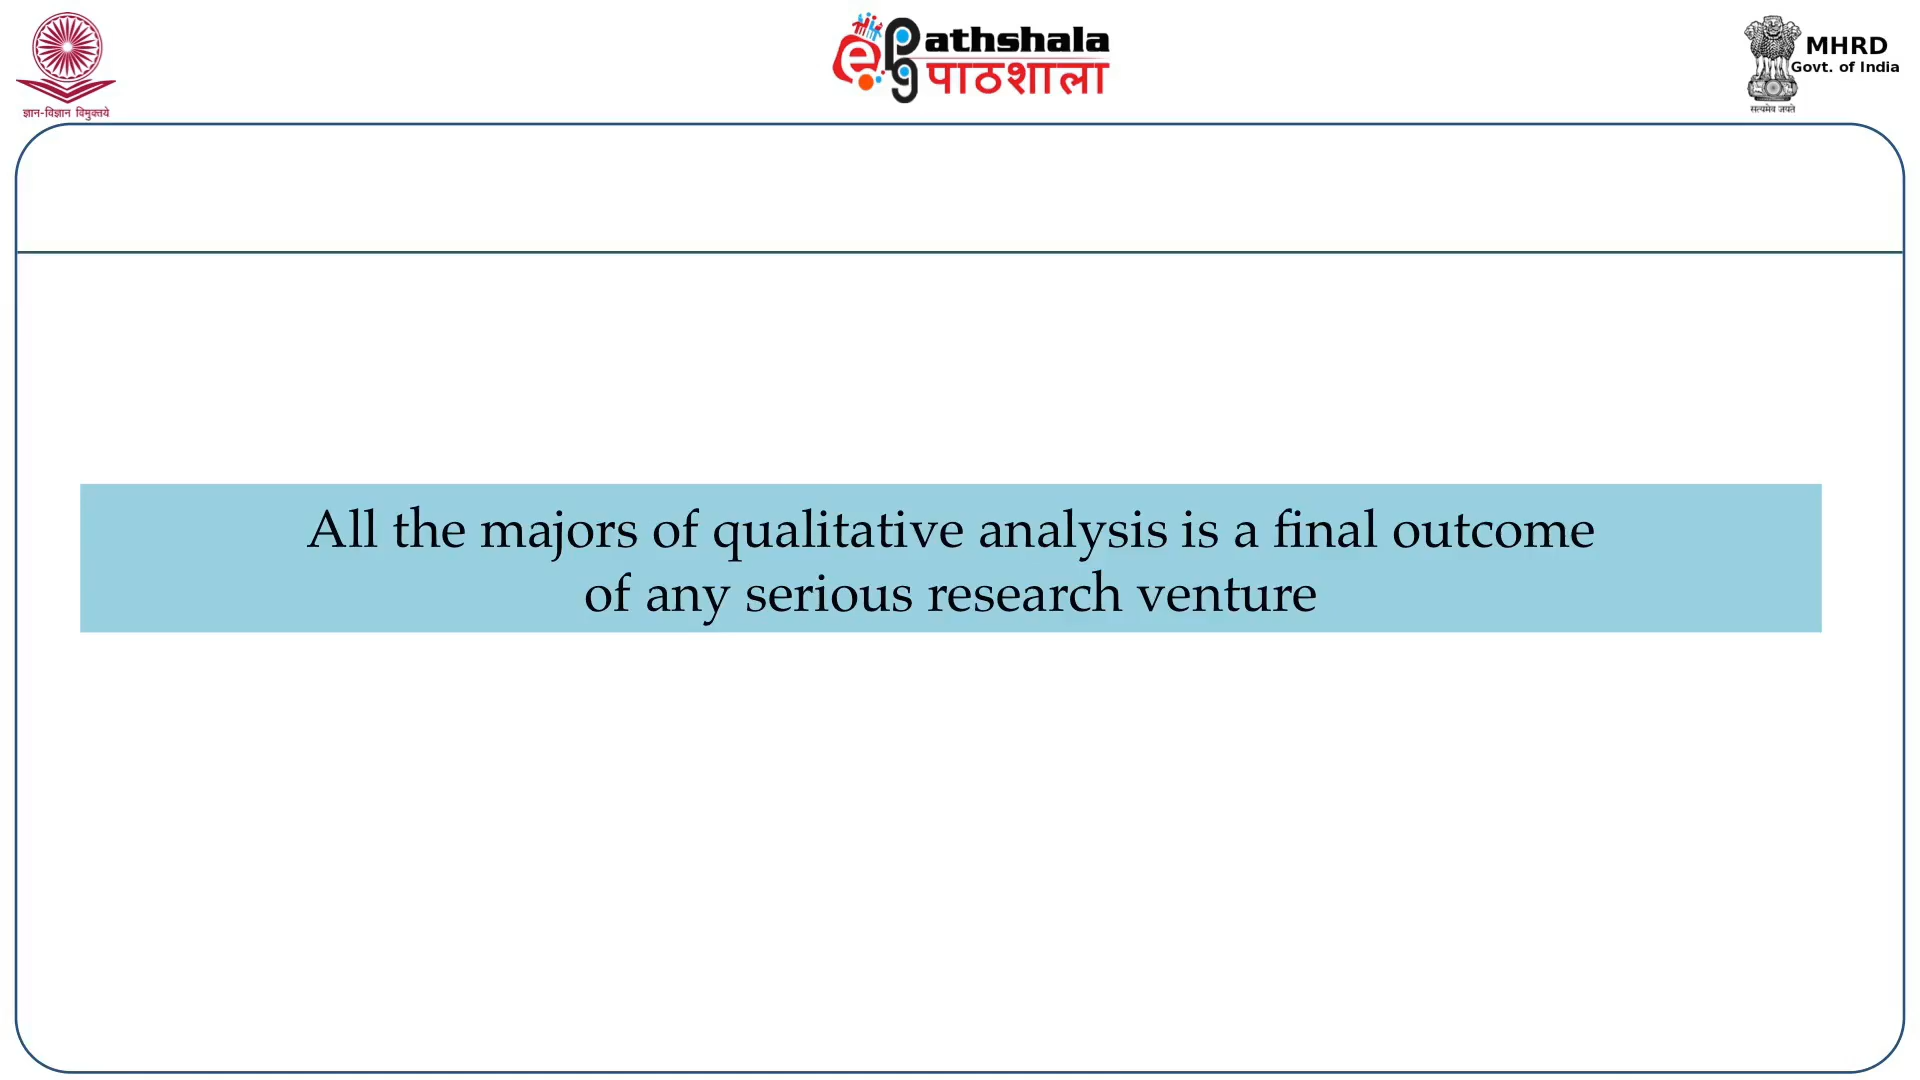 ज्ञान-विज्ञान विमुक्तये
e
pg
athshala
पाठशाला
MHRD
Govt. of India
सत्यमेव जयते
All the majors of qualitative analysis is a final outcome
of any serious research venture